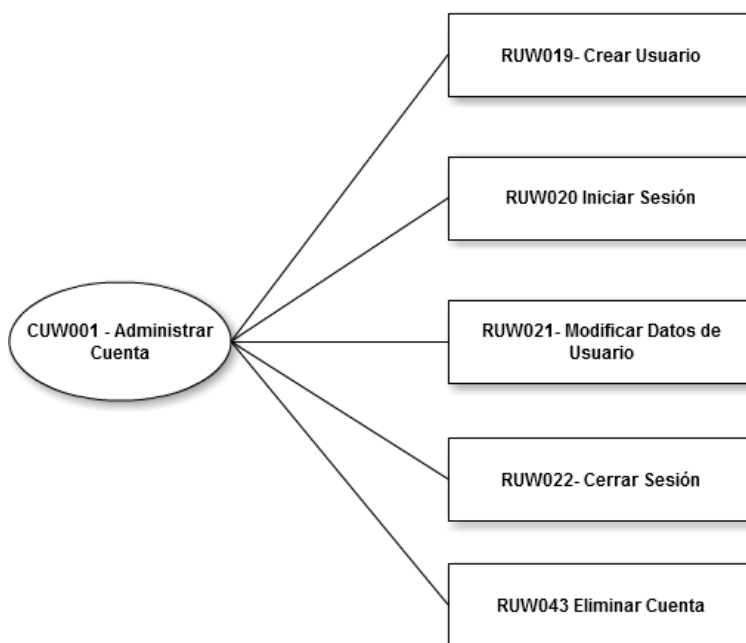 RUW019- Crear Usuario
RUW020 Iniciar Sesión
CUW001 - Administrar
Cuenta
RUW021- Modificar Datos de
Usuario
RUW022- Cerrar Sesión
RUW043 Eliminar Cuenta